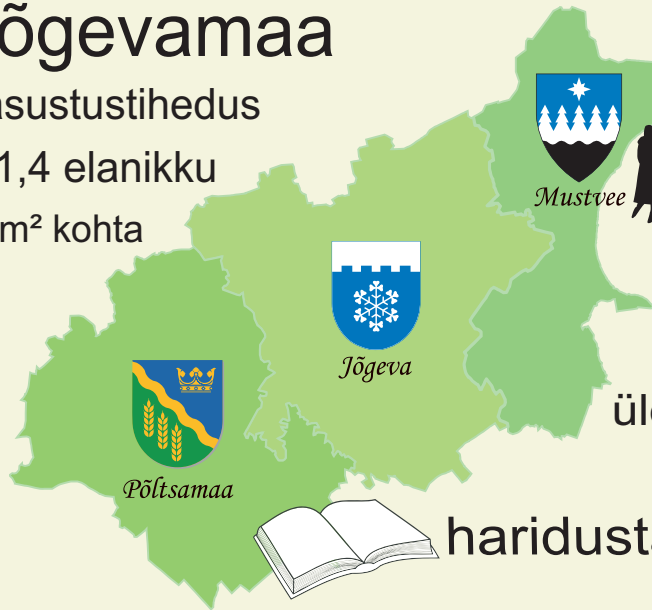 õgevamaa
asustustihedus
1,4 elanikku
m² kohta
Mustvee
Jõgeva
Põltsamaa
ül
haridust